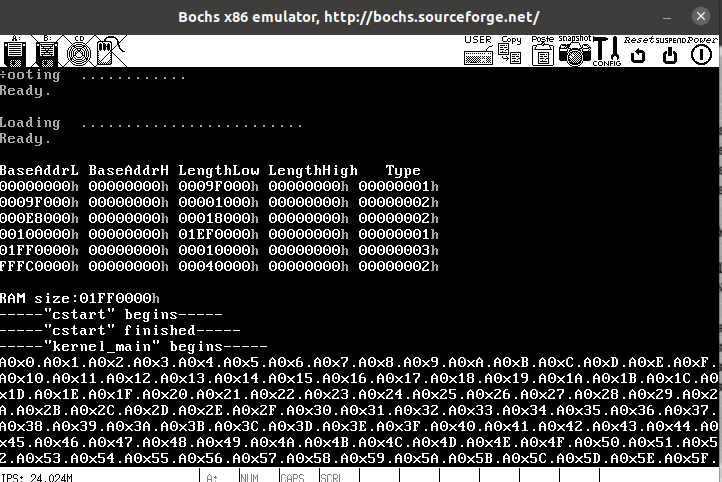 Bochs x86 emulator, http://bochs.sourceforge.net/
A: B: CD USER Copy Paste snapshot CONFIG Reset SUSPEND Power
÷ooting ............
Ready.
Loading .........................
Ready.
BaseAddrL BaseAddrH LengthLow LengthHigh Type
00000000h 00000000h 0009F000h 00000000h 00000001h
0009F000h 00000000h 00001000h 00000000h 00000002h
000E8000h 00000000h 00018000h 00000000h 00000002h
00100000h 00000000h 01EF0000h 00000000h 00000001h
01FF0000h 00000000h 00010000h 00000000h 00000003h
FFFC0000h 00000000h 00040000h 00000000h 00000002h
RAM size:01FF0000h
-----"cstart" begins-----
-----"cstart" finished-----
-----"kernel_main" begins-----
A0x0.A0x1.A0x2.A0x3.A0x4.A0x5.A0x6.A0x7.A0x8.A0x9.A0xA.A0xB.A0xC.A0xD.A0xE.A0xF.
A0x10.A0x11.A0x12.A0x13.A0x14.A0x15.A0x16.A0x17.A0x18.A0x19.A0x1A.A0x1B.A0x1C.A0
x1D.A0x1E.A0x1F.A0x20.A0x21.A0x22.A0x23.A0x24.A0x25.A0x26.A0x27.A0x28.A0x29.A0x2
A.A0x2B.A0x2C.A0x2D.A0x2E.A0x2F.A0x30.A0x31.A0x32.A0x33.A0x34.A0x35.A0x36.A0x37.
A0x38.A0x39.A0x3A.A0x3B.A0x3C.A0x3D.A0x3E.A0x3F.A0x40.A0x41.A0x42.A0x43.A0x44.A0
x45.A0x46.A0x47.A0x48.A0x49.A0x4A.A0x4B.A0x4C.A0x4D.A0x4E.A0x4F.A0x50.A0x51.A0x5
2.A0x53.A0x54.A0x55.A0x56.A0x57.A0x58.A0x59.A0x5A.A0x5B.A0x5C.A0x5D.A0x5E.A0x5F.
IPS: 24.024M A: NUM CAPS SCRL